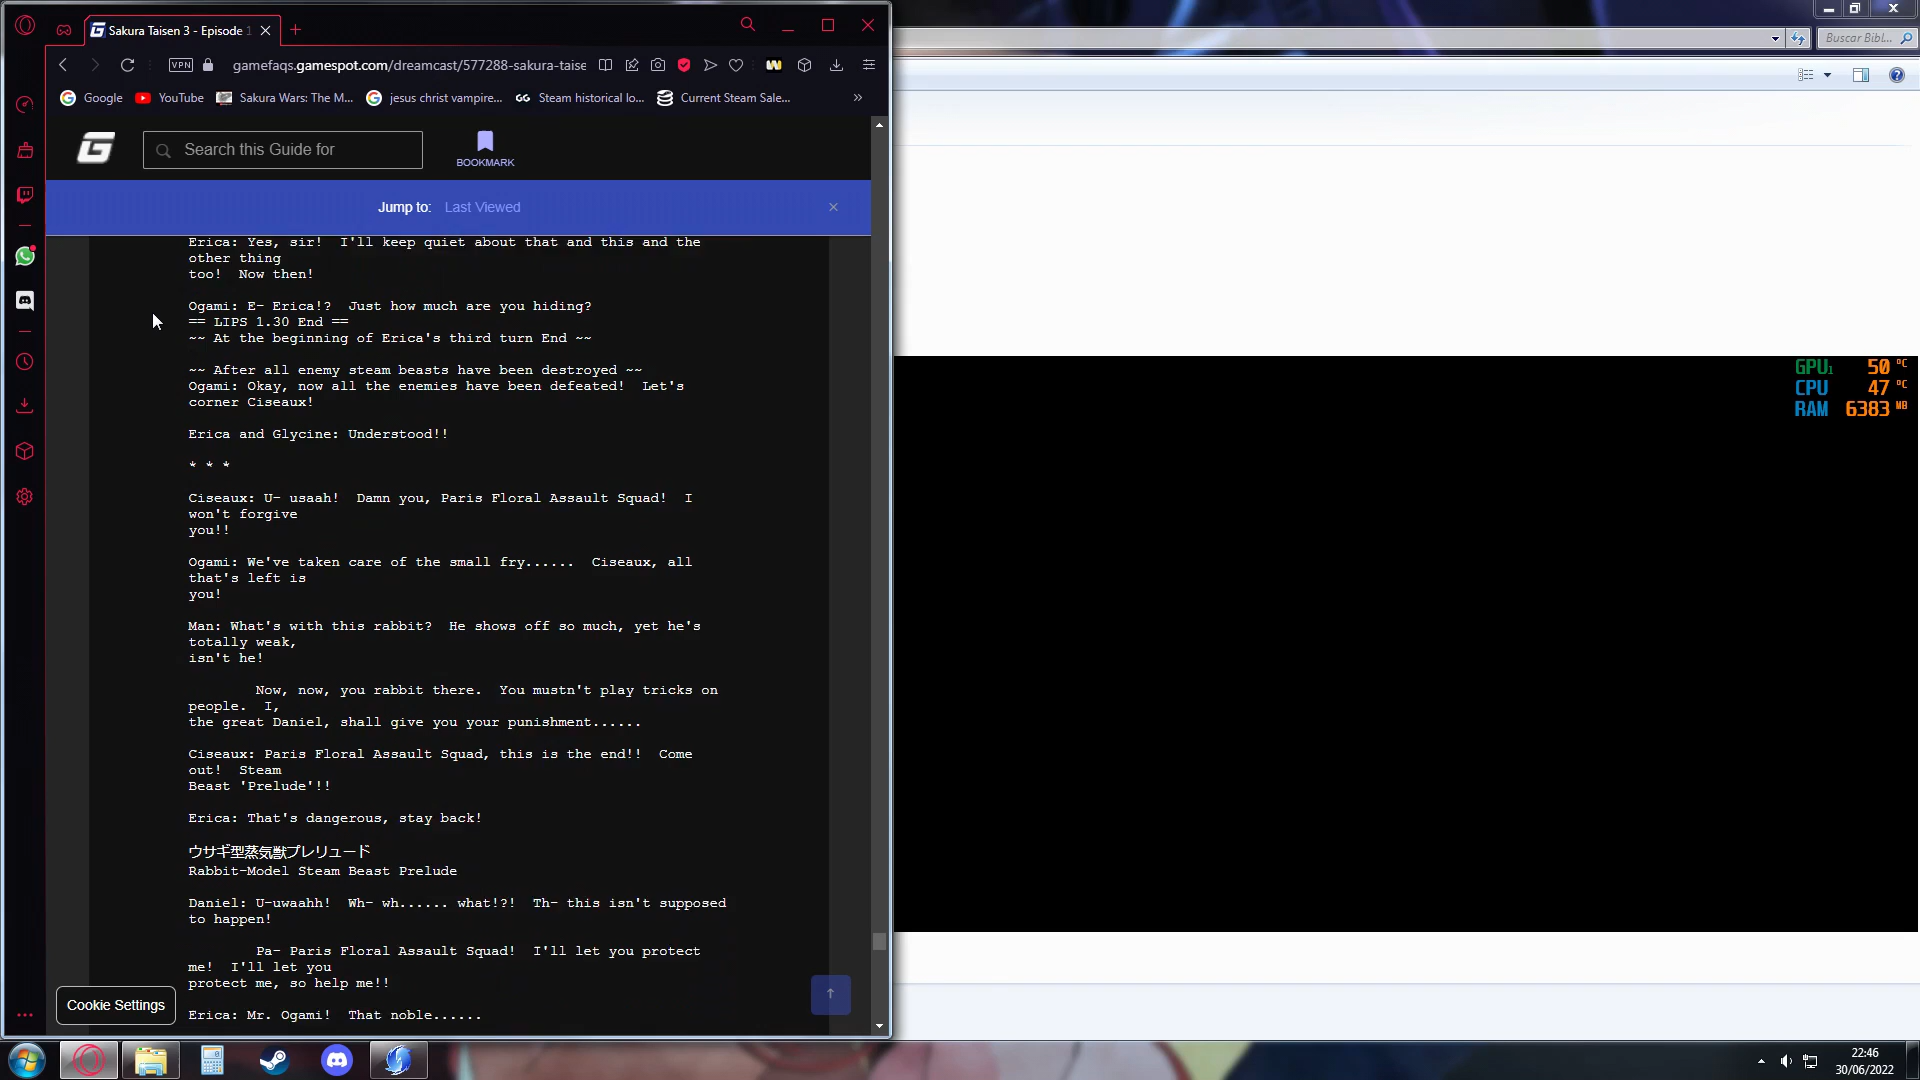 Sakura Taisen 3 - Episode 1
VPN
gamefaqs.gamespot.com/dreamcast/577288-sakura-taise
Buscar Bibl...
Google
YouTube
Sakura Wars: The M...
jesus christ vampire...
GG
Steam historical lo...
Current Steam Sale...
»
Search this Guide for
BOOKMARK
Jump to: Last Viewed
Erica: Yes, sir!  I'll keep quiet about that and this and the
other thing
too!  Now then!
Ogami: E- Erica!?  Just how much are you hiding?
== LIPS 1.30 End ==
~~ At the beginning of Erica's third turn End ~~
~~ After all enemy steam beasts have been destroyed ~~
Ogami: Okay, now all the enemies have been defeated!  Let's
corner Ciseaux!
Erica and Glycine: Understood!!
* * *
Ciseaux: U- usaah!  Damn you, Paris Floral Assault Squad!  I
won't forgive
you!!
Ogami: We've taken care of the small fry......  Ciseaux, all
that's left is
you!
Man: What's with this rabbit?  He shows off so much, yet he's
totally weak,
isn't he!
Now, now, you rabbit there.  You mustn't play tricks on
people.  I,
the great Daniel, shall give you your punishment......
Ciseaux: Paris Floral Assault Squad, this is the end!!  Come
out!  Steam
Beast 'Prelude'!!
Erica: That's dangerous, stay back!
ウサギ型蒸気獣プレリュード
Rabbit-Model Steam Beast Prelude
Daniel: U-uwaahh!  Wh- wh...... what!?!  Th- this isn't supposed
to happen!
Pa- Paris Floral Assault Squad!  I'll let you protect
me!  I'll let you
protect me, so help me!!
Erica: Mr. Ogami!  That noble......
Cookie Settings
GPU1 50 °C
CPU 47 °C
RAM 6383 MB
22:46
30/06/2022